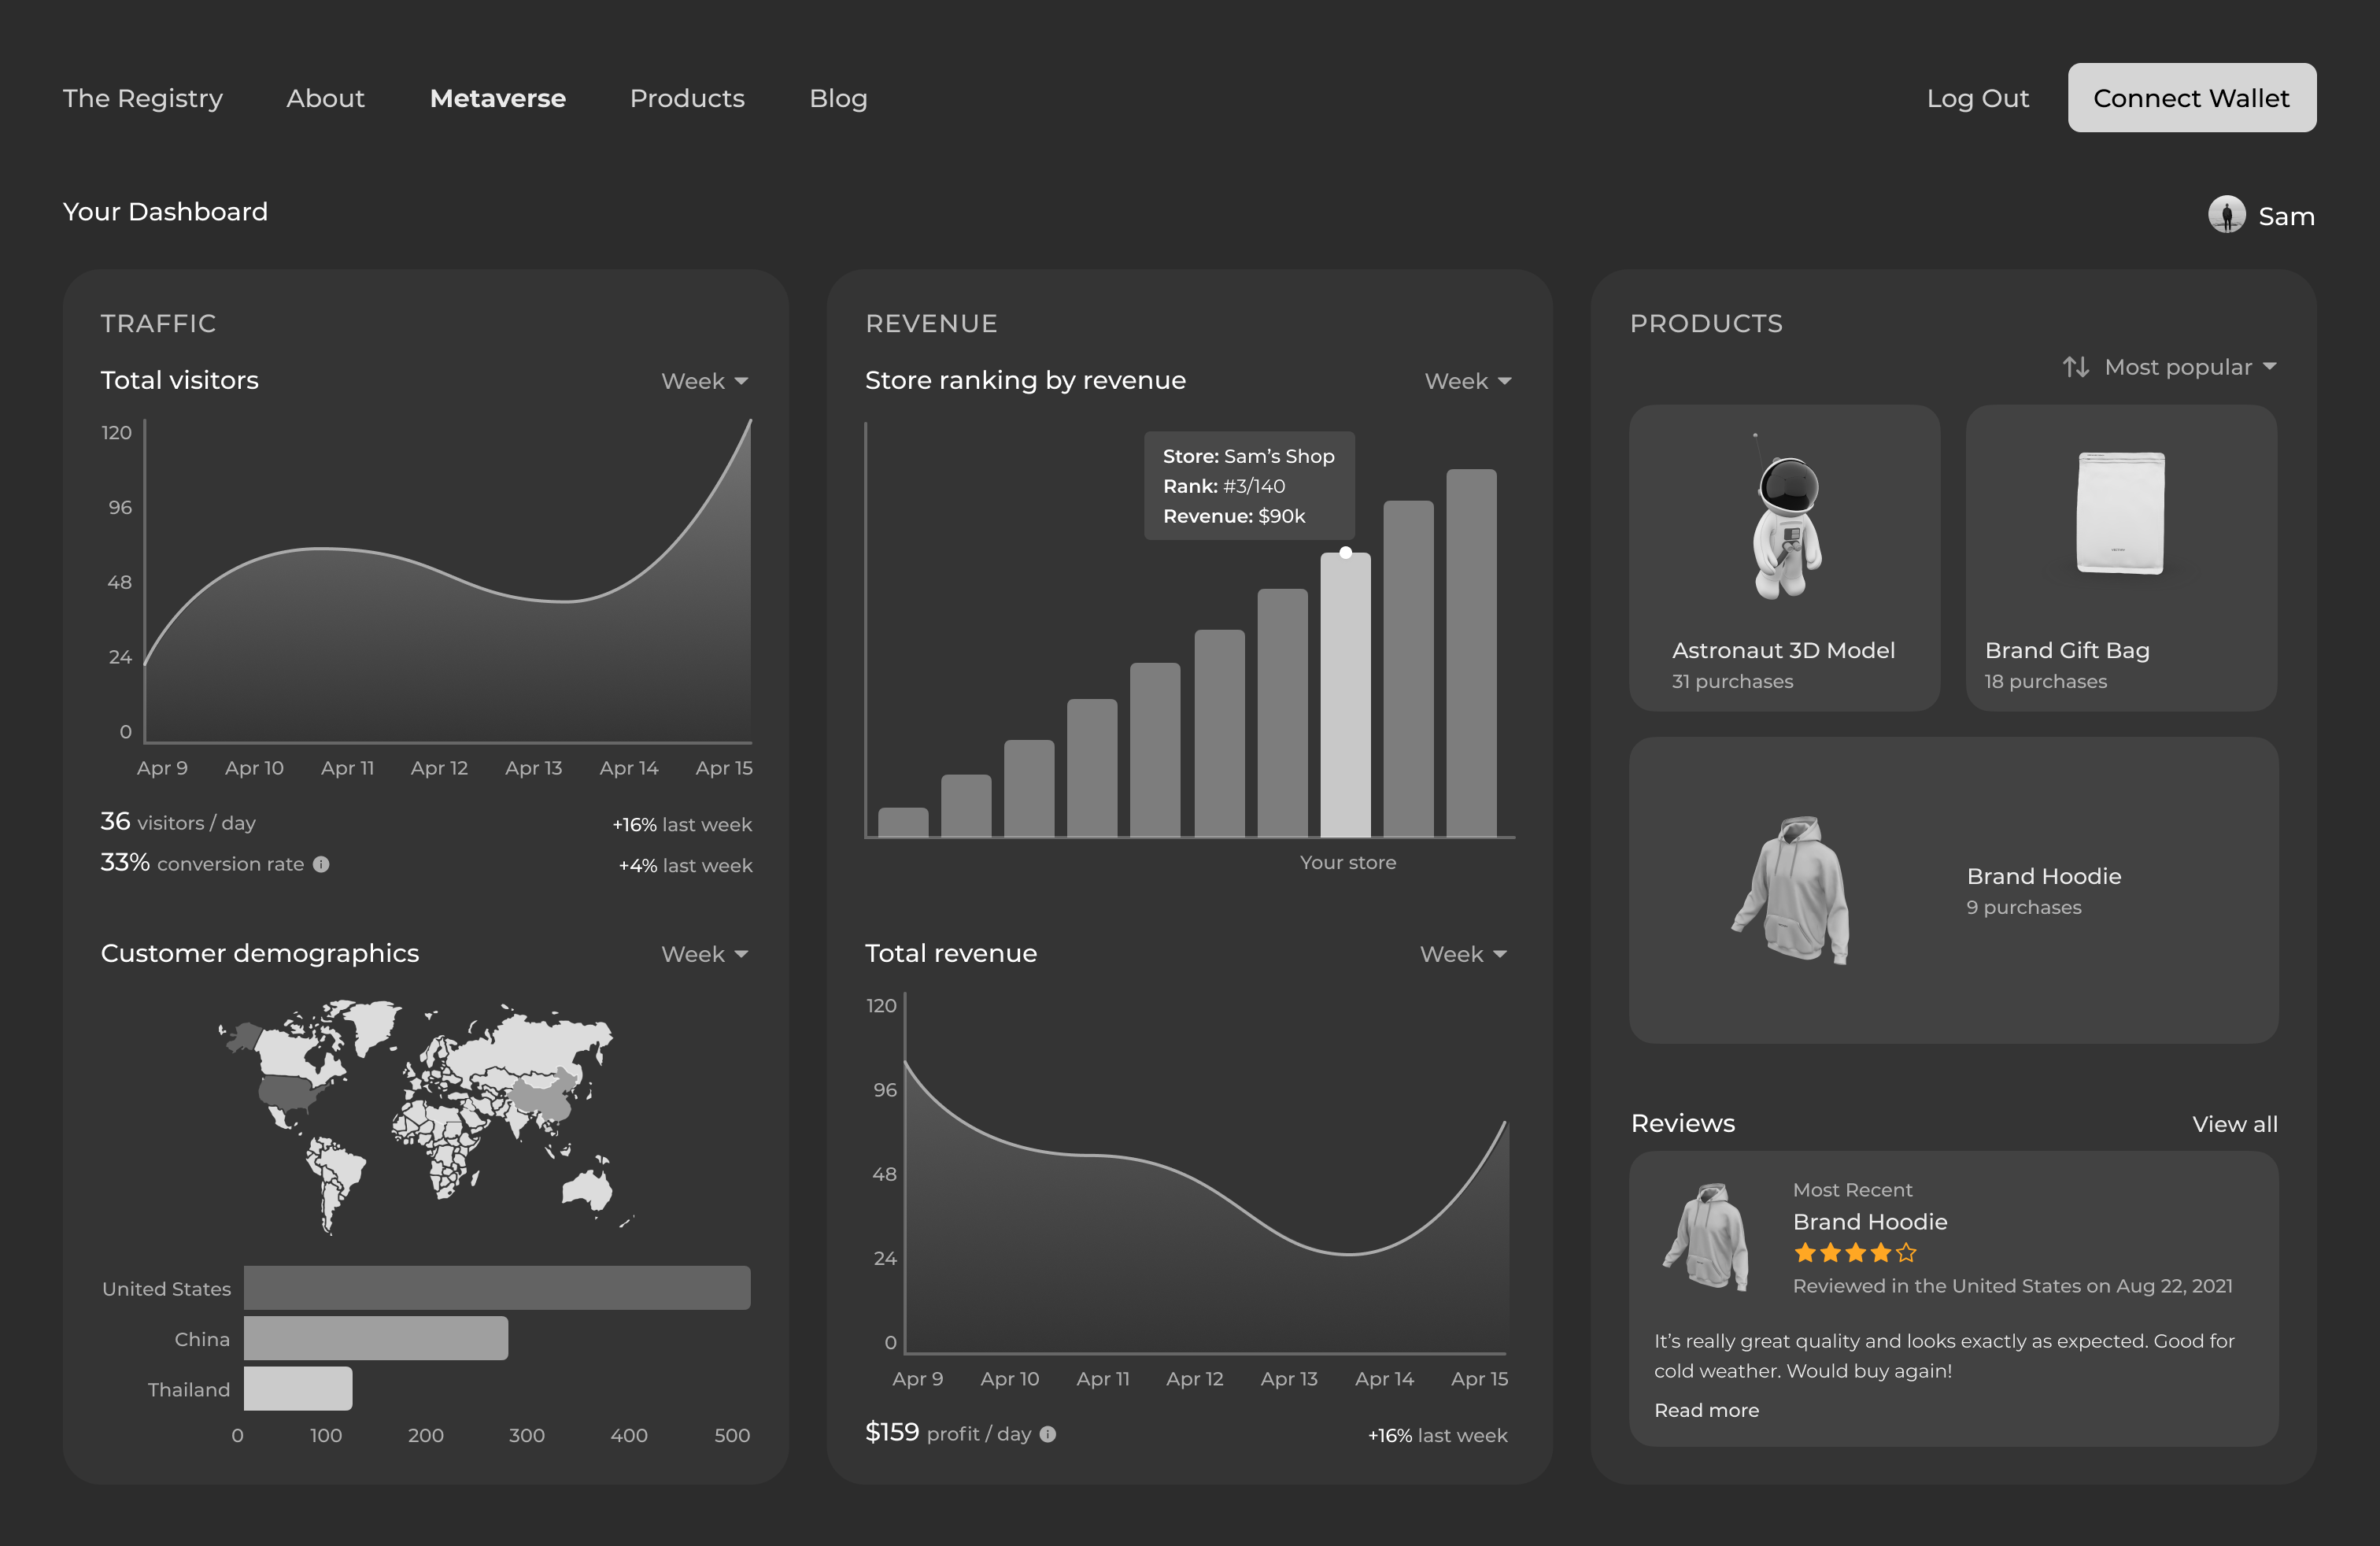 The Registry About Metaverse Products Blog Log Out Connect Wallet
Your Dashboard
Sam
TRAFFIC
Total visitors Week
120
96
48
24
0
Apr 9 Apr 10 Apr 11 Apr 12 Apr 13 Apr 14 Apr 15
36 visitors / day +16% last week
33% conversion rate +4% last week
Customer demographics Week
United States
China
Thailand
0 100 200 300 400 500
REVENUE
Store ranking by revenue Week
Store: Sam’s Shop
Rank: #3/140
Revenue: $90k
Your store
Total revenue Week
120
96
48
24
0
Apr 9 Apr 10 Apr 11 Apr 12 Apr 13 Apr 14 Apr 15
$159 profit / day +16% last week
PRODUCTS
Most popular
Astronaut 3D Model
31 purchases
Brand Gift Bag
18 purchases
Brand Hoodie
9 purchases
Reviews View all
Most Recent
Brand Hoodie
Reviewed in the United States on Aug 22, 2021
It’s really great quality and looks exactly as expected. Good for
cold weather. Would buy again!
Read more